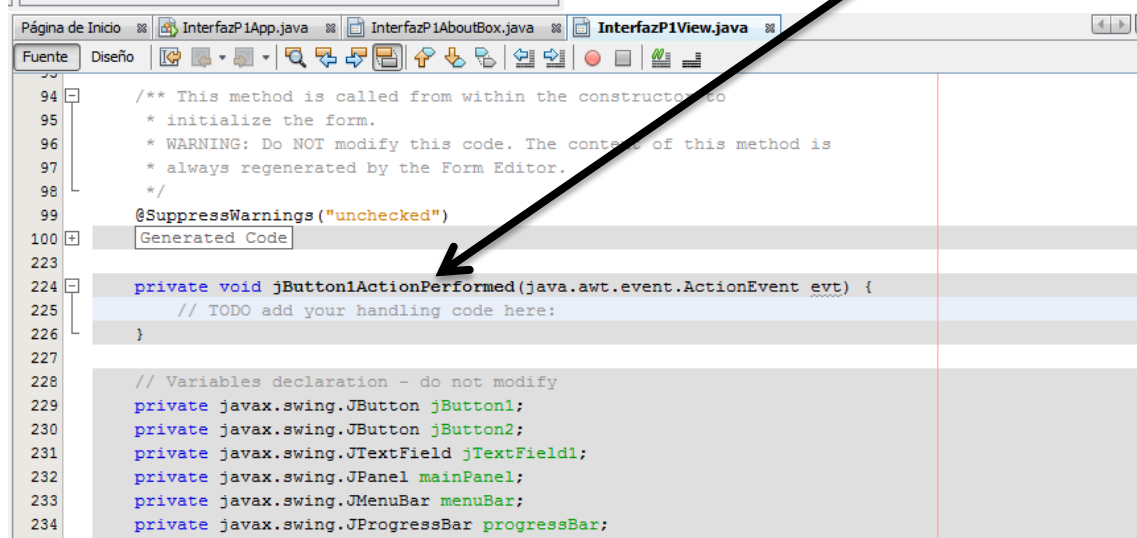 Página de Inicio InterfazP1App.java InterfazP1AboutBox.java InterfazP1View.java
Fuente Diseño
93
94 /** This method is called from within the constructor to
95 * initialize the form.
96 * WARNING: Do NOT modify this code. The content of this method is
97 * always regenerated by the Form Editor.
98 */
99 @SuppressWarnings("unchecked")
100 Generated Code
223
224 private void jButton1ActionPerformed(java.awt.event.ActionEvent evt) {
225 // TODO add your handling code here:
226 }
227
228 // Variables declaration - do not modify
229 private javax.swing.JButton jButton1;
230 private javax.swing.JButton jButton2;
231 private javax.swing.JTextField jTextField1;
232 private javax.swing.JPanel mainPanel;
233 private javax.swing.JMenuBar menuBar;
234 private javax.swing.JProgressBar progressBar;